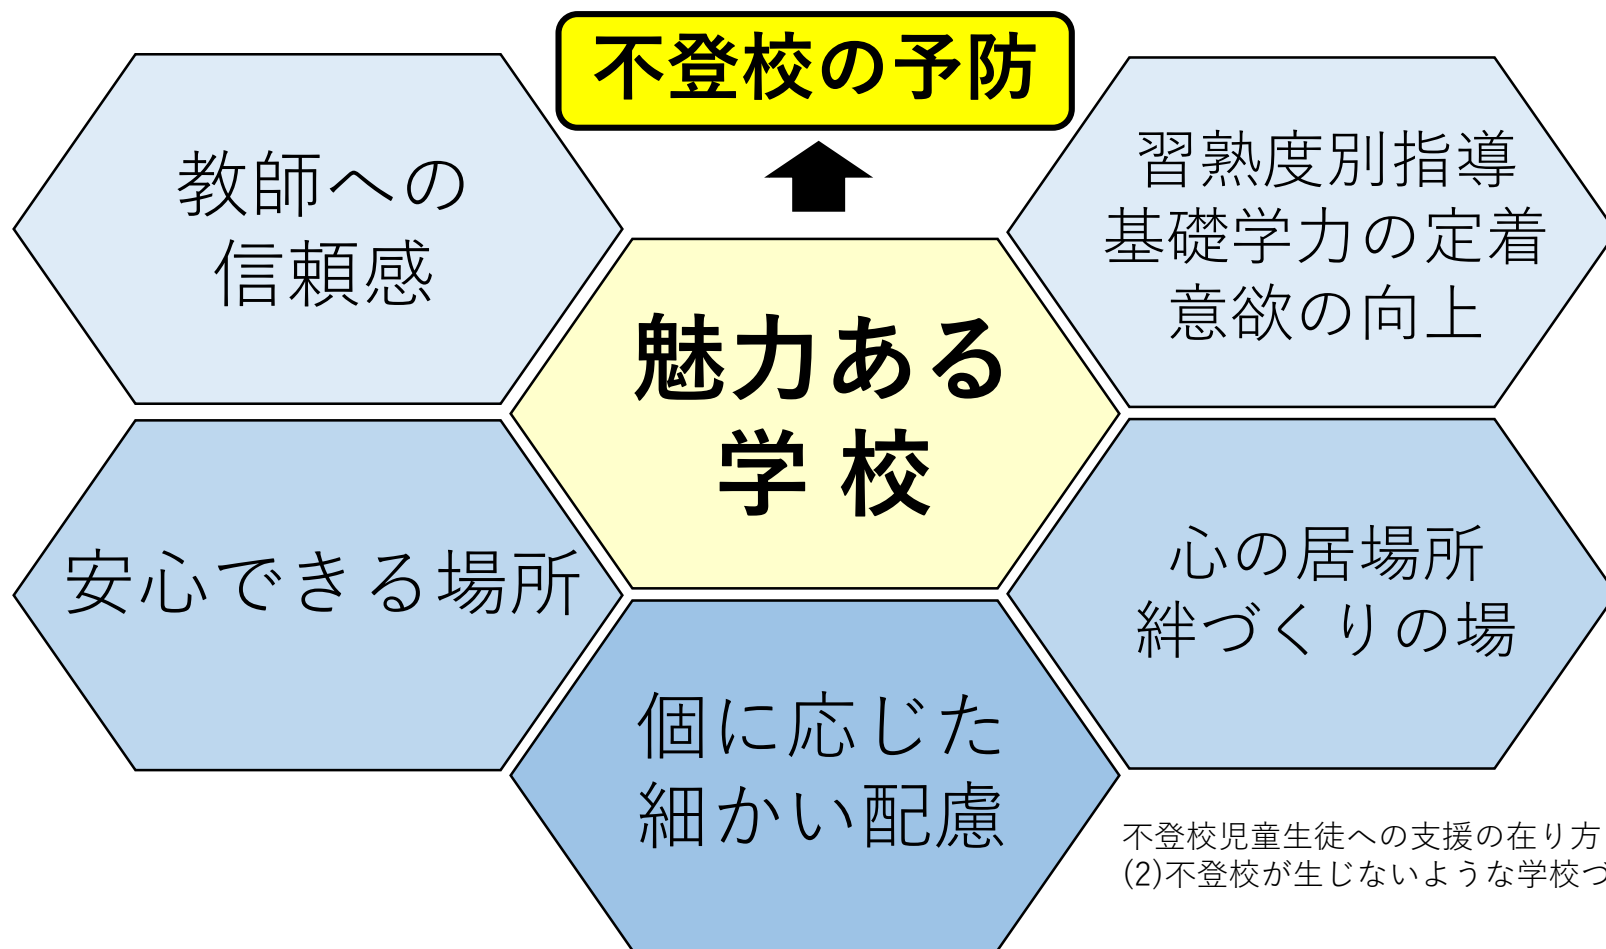 不登校の予防
教師への
信頼感
習熟度別指導
基礎学力の定着
意欲の向上
魅力ある
学 校
安心できる場所
心の居場所
絆づくりの場
個に応じた
細かい配慮
不登校児童生徒への支援の在り方
(2)不登校が生じないような学校づ